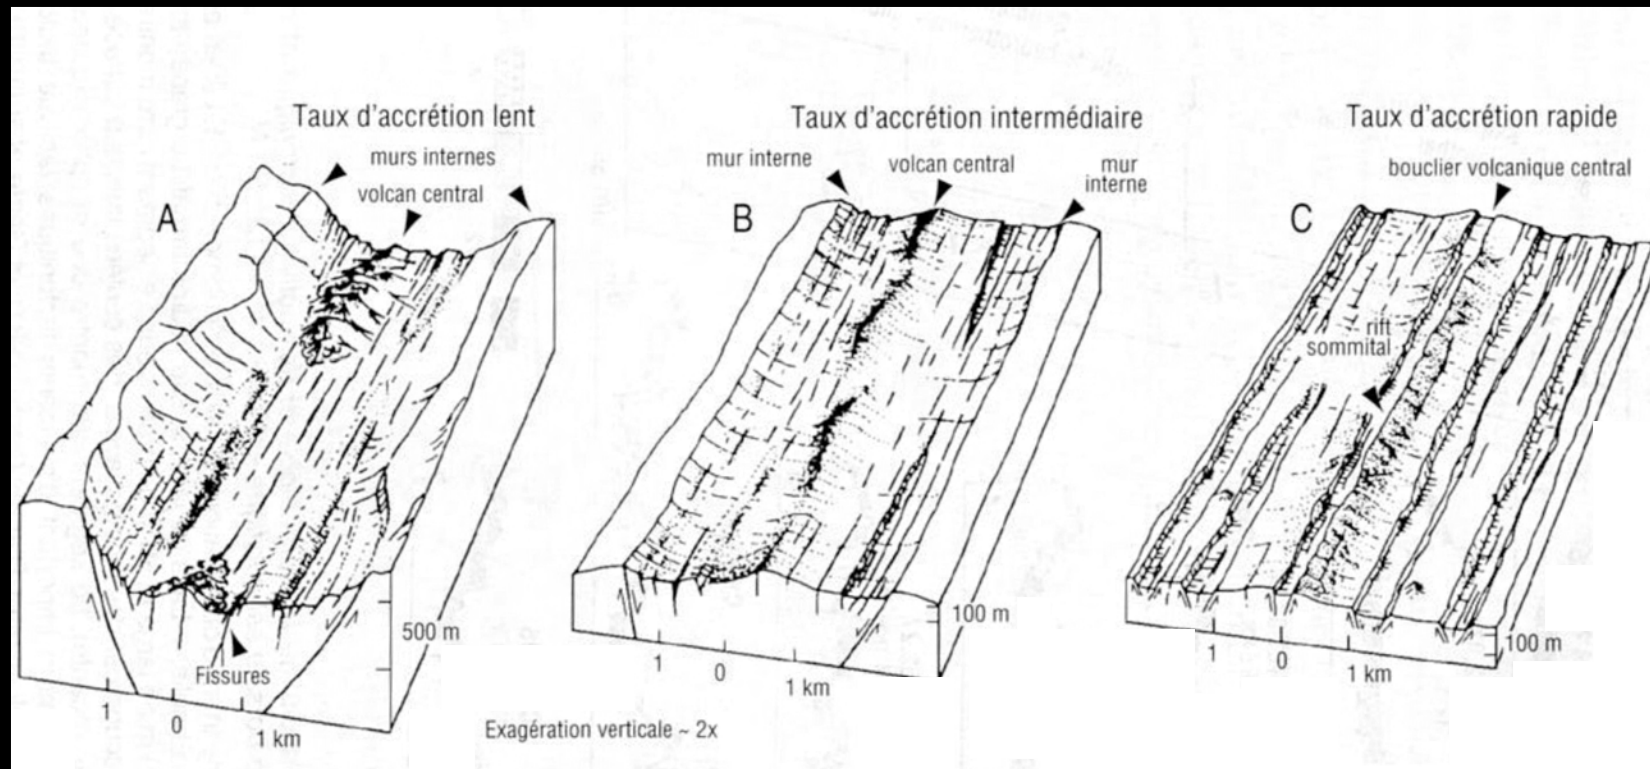 Taux d'accrétion lent
murs internes
volcan central
A
500 m
Fissures
1
0
1 km
Taux d'accrétion intermédiaire
mur interne
volcan central
mur
interne
B
100 m
1
0
1 km
Exagération verticale ~ 2x
Taux d'accrétion rapide
bouclier volcanique central
C
rift
sommital
100 m
1
0
1 km